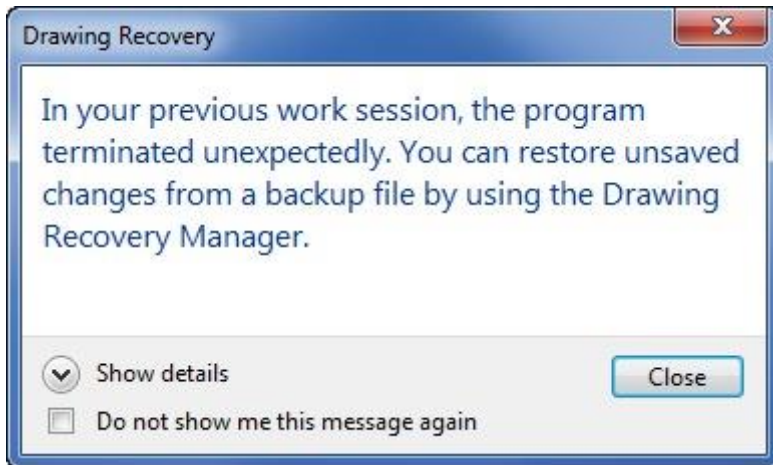 Drawing Recovery
In your previous work session, the program
terminated unexpectedly. You can restore unsaved
changes from a backup file by using the Drawing
Recovery Manager.
Show details
Close
Do not show me this message again